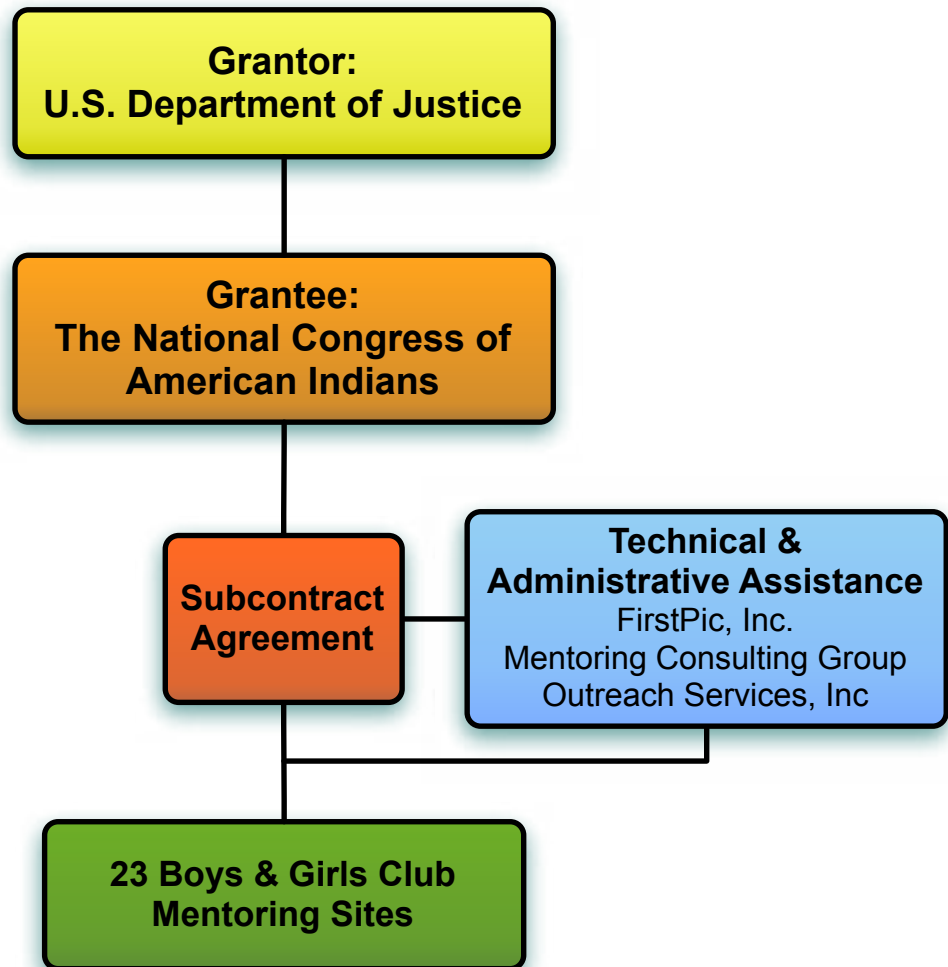 Grantor:
U.S. Department of Justice
Grantee:
The National Congress of
American Indians
Subcontract
Agreement
Technical &
Administrative Assistance
FirstPic, Inc.
Mentoring Consulting Group
Outreach Services, Inc
23 Boys & Girls Club
Mentoring Sites